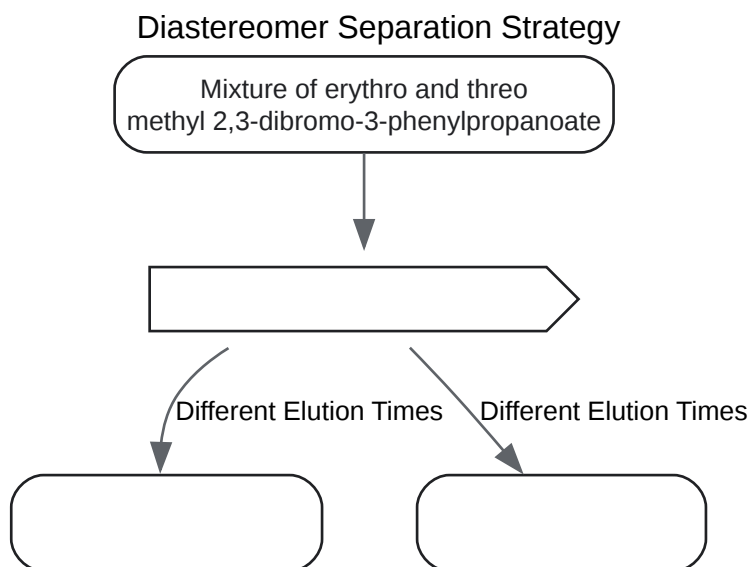 Diastereomer Separation Strategy
Mixture of erythro and threo
methyl 2,3-dibromo-3-phenylpropanoate
Different Elution Times
Different Elution Times